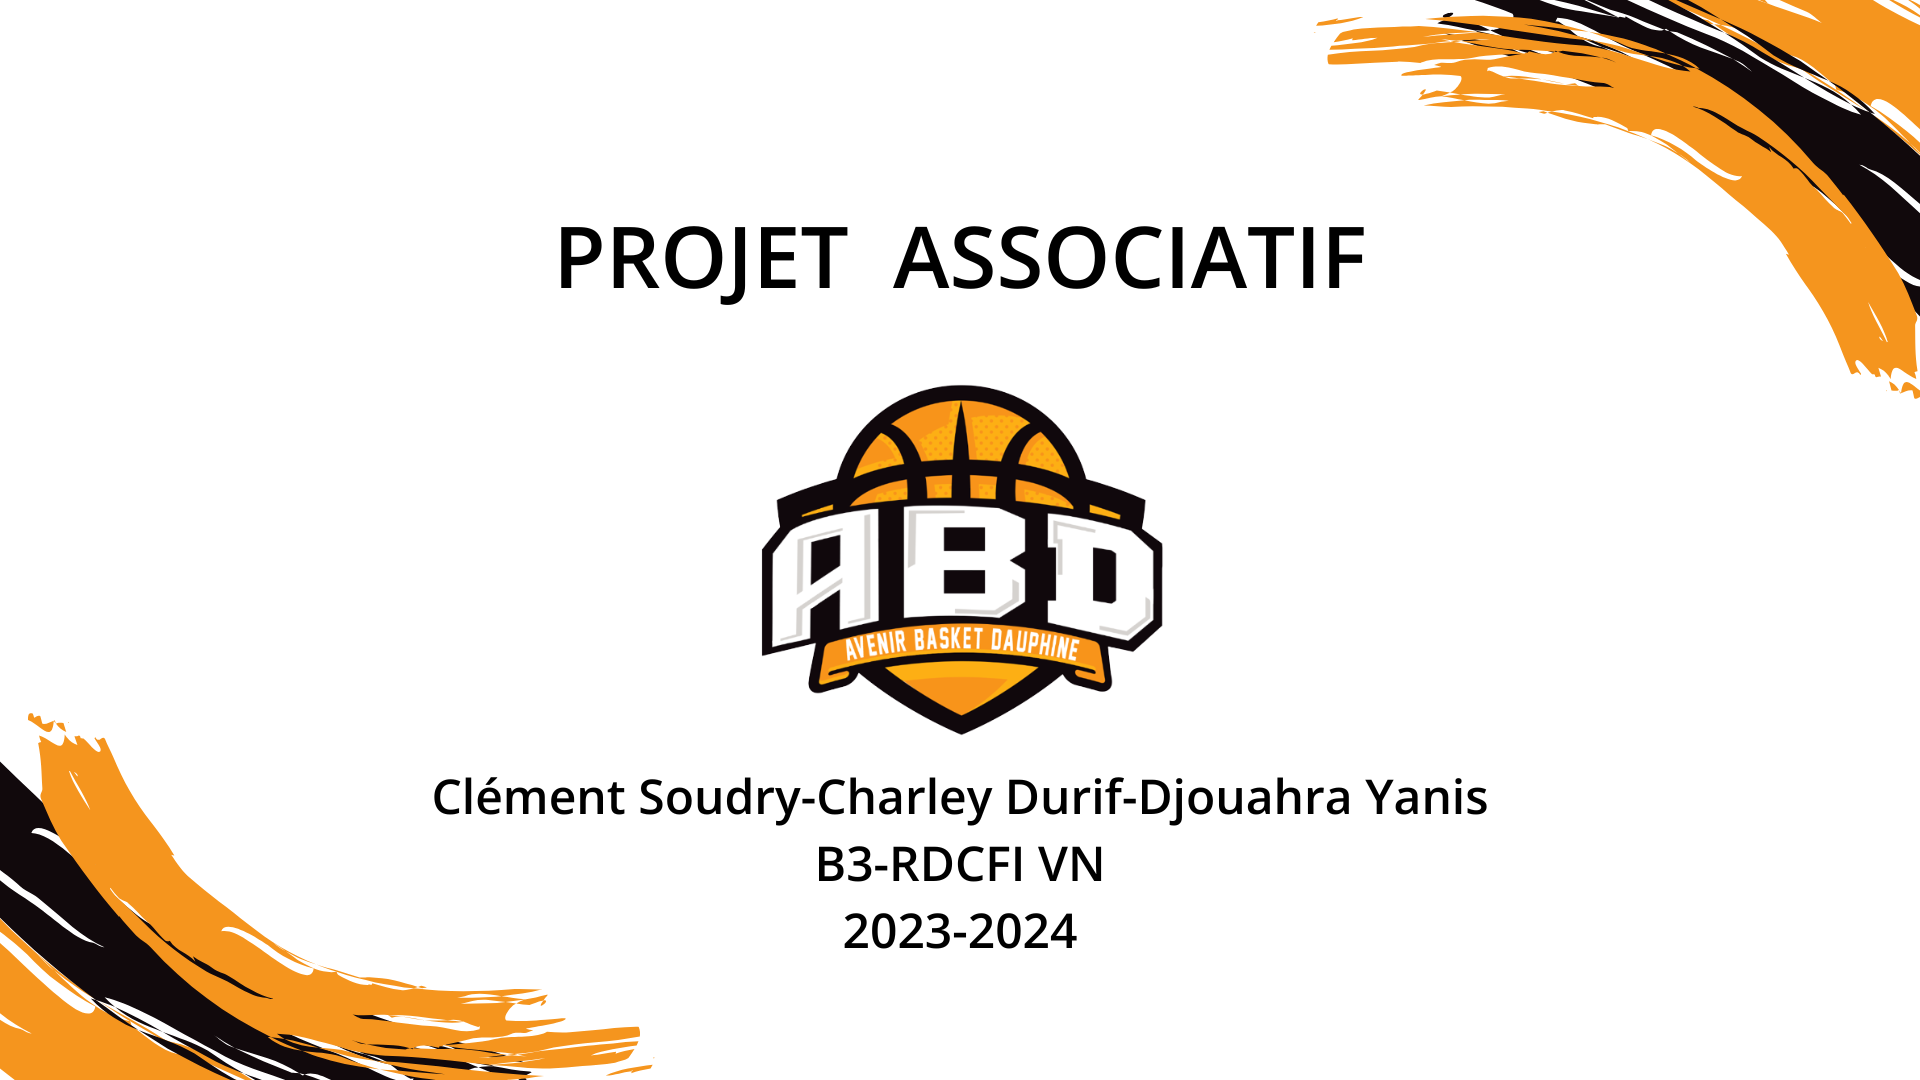 PROJET ASSOCIATIF
ABD
AVENIR BASKET DAUPHINE
Clément Soudry-Charley Durif-Djouahra Yanis
B3-RDCFI VN
2023-2024